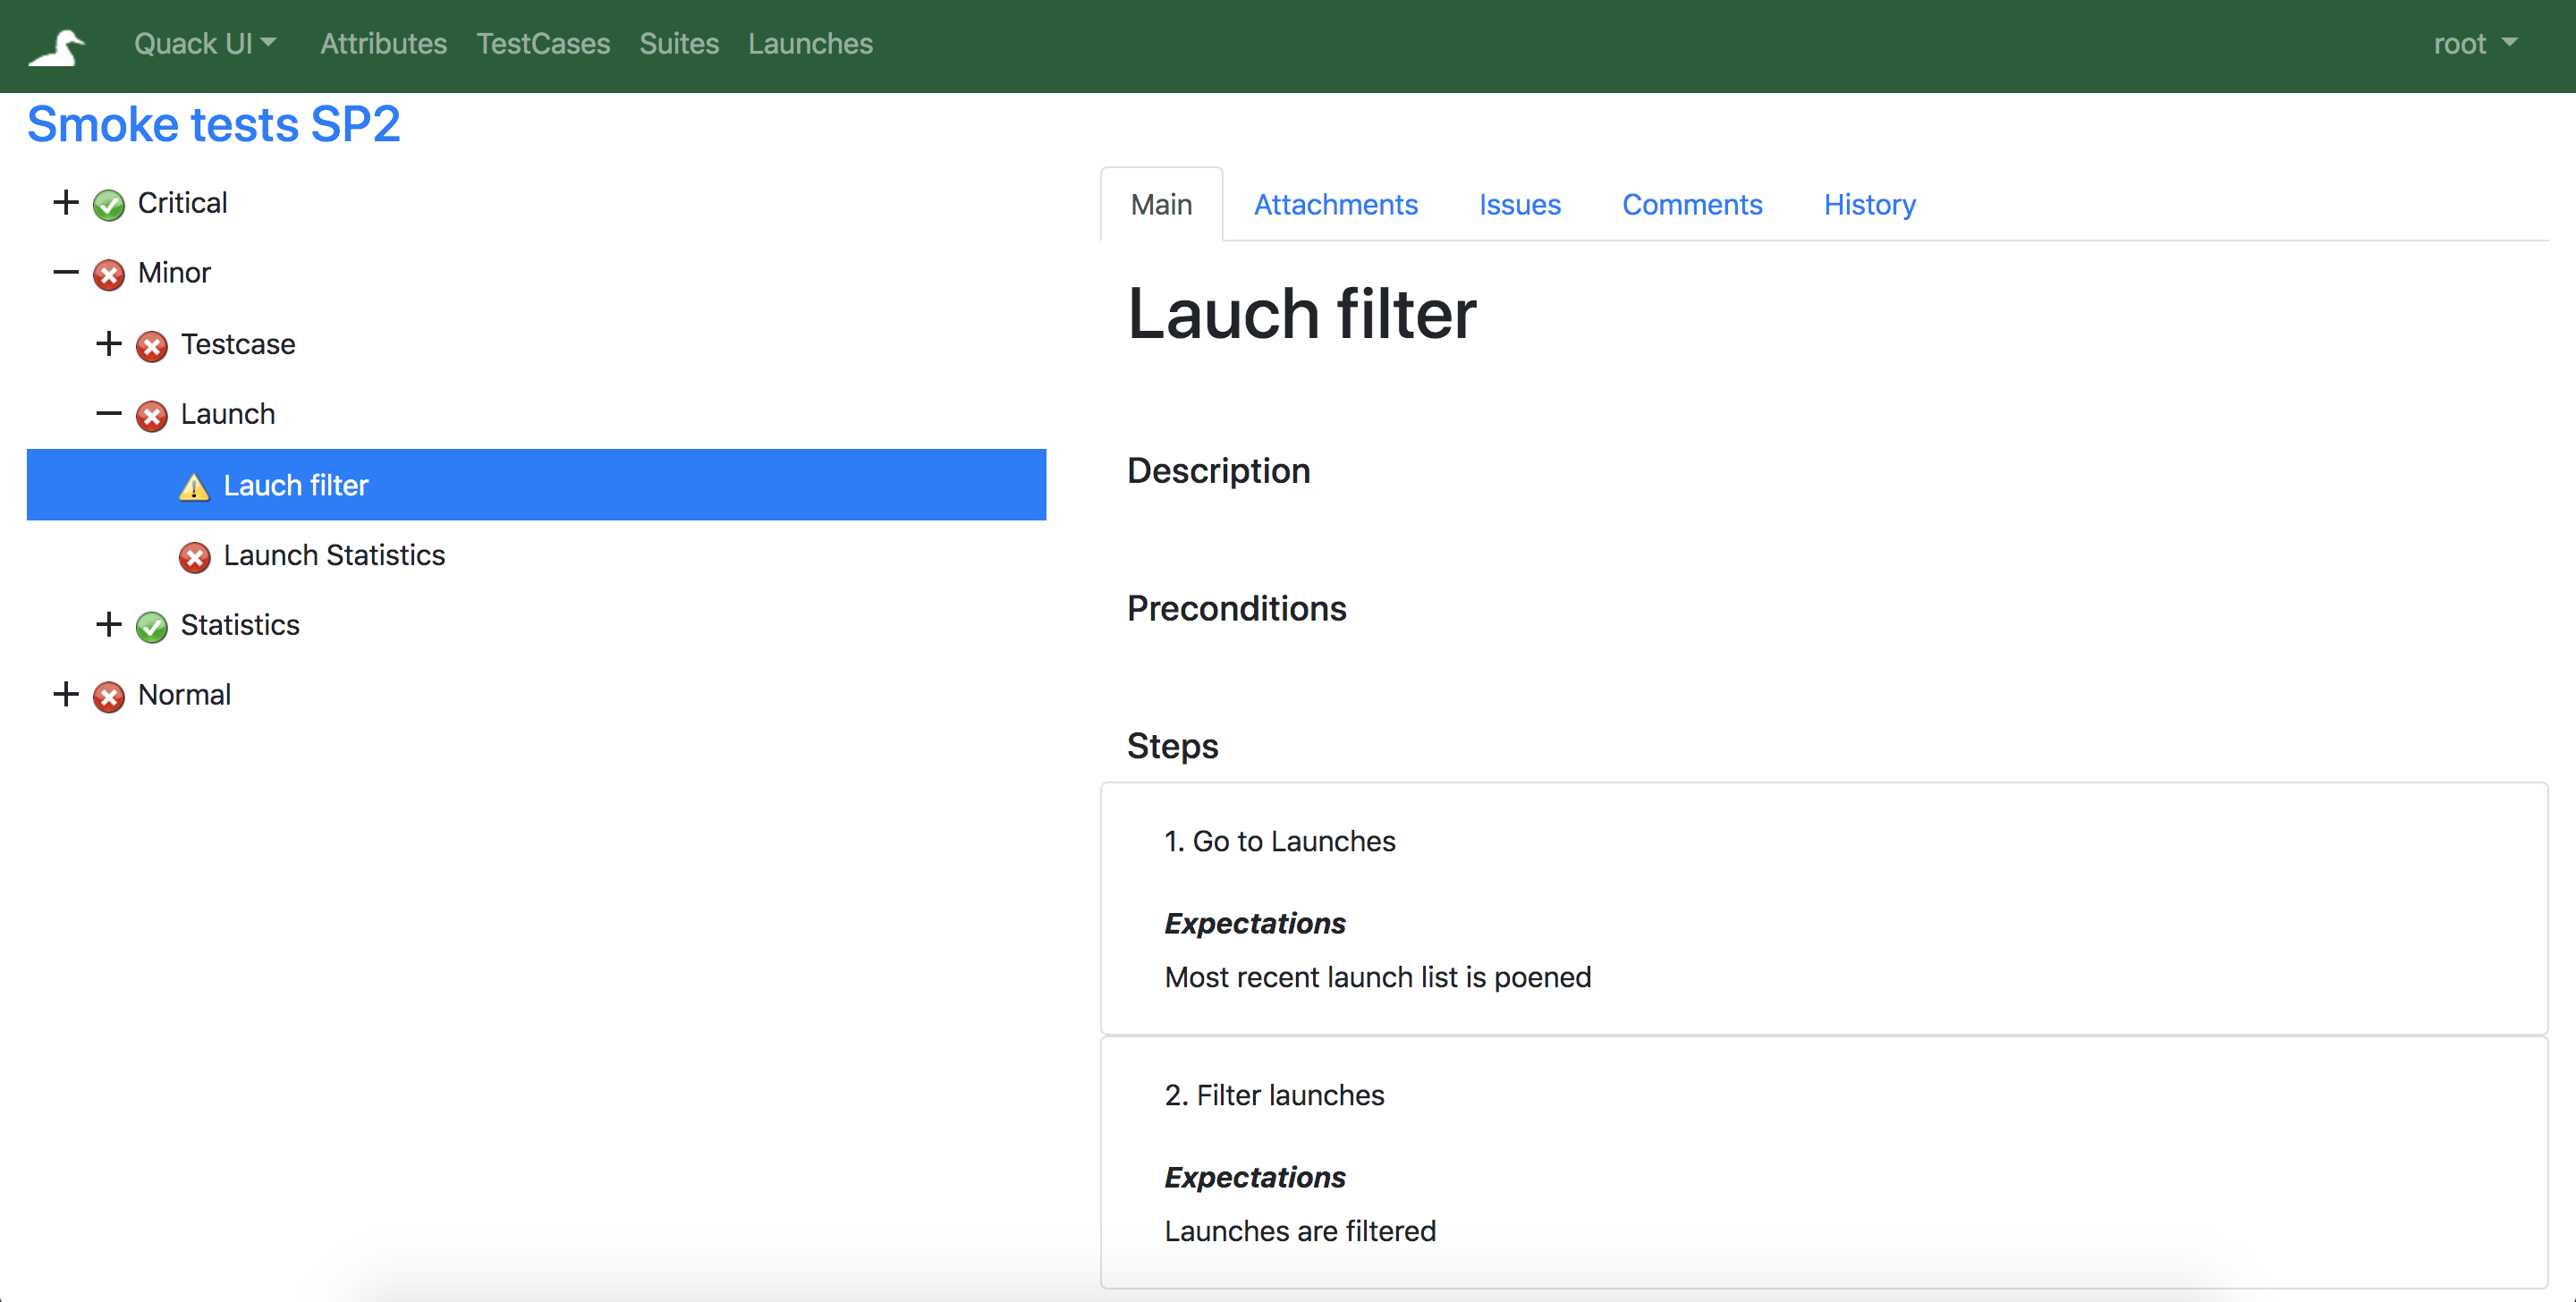 Quack UI Attributes TestCases Suites Launches root
Smoke tests SP2
Critical
Minor
Testcase
Launch
Lauch filter
Launch Statistics
Statistics
Normal
Main Attachments Issues Comments History
Lauch filter
Description
Preconditions
Steps
1. Go to Launches
Expectations
Most recent launch list is poened
2. Filter launches
Expectations
Launches are filtered